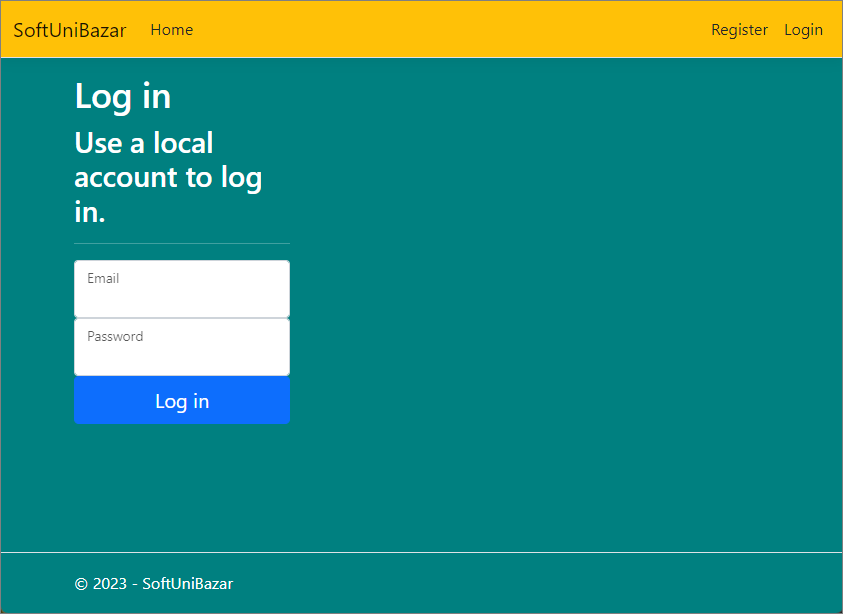 SoftUniBazar Home Register Login
Log in
Use a local
account to log
in.
Email
Password
Log in
© 2023 - SoftUniBazar